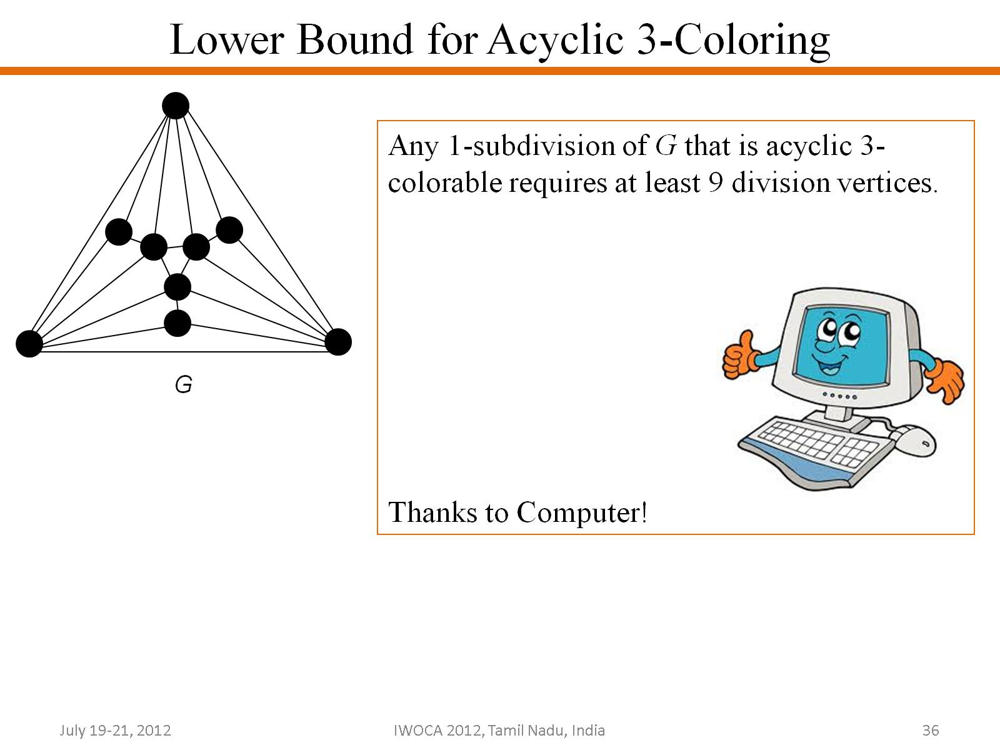 Lower Bound for Acyclic 3-Coloring
Any 1-subdivision of G that is acyclic 3-
colorable requires at least 9 division vertices.
G
Thanks to Computer!
July 19-21, 2012
IWOCA 2012, Tamil Nadu, India
36